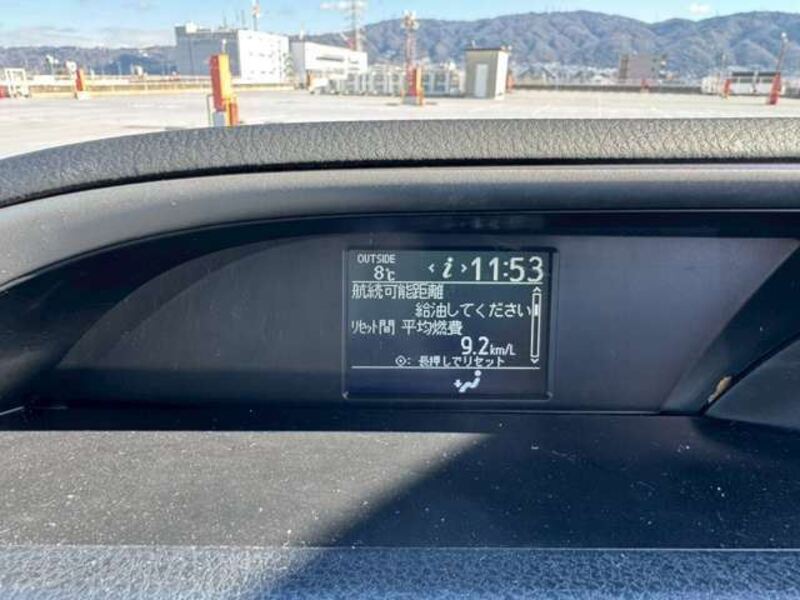 OUTSIDE
8℃
‹ i › 11:53
航続可能距離
給油してください
ﾘｾｯﾄ間 平均燃費
9.2km/L
⊙: 長押しでリセット